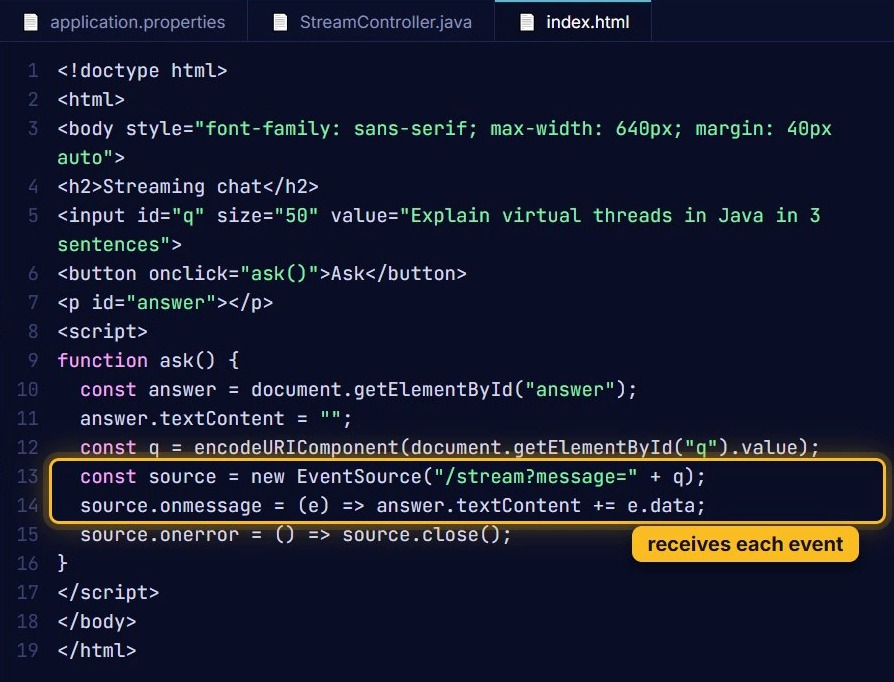 application.properties StreamController.java index.html
1 <!doctype html>
2 <html>
3 <body style="font-family: sans-serif; max-width: 640px; margin: 40px
auto">
4 <h2>Streaming chat</h2>
5 <input id="q" size="50" value="Explain virtual threads in Java in 3
sentences">
6 <button onclick="ask()">Ask</button>
7 <p id="answer"></p>
8 <script>
9 function ask() {
10   const answer = document.getElementById("answer");
11   answer.textContent = "";
12   const q = encodeURIComponent(document.getElementById("q").value);
13   const source = new EventSource("/stream?message=" + q);
14   source.onmessage = (e) => answer.textContent += e.data;
15   source.onerror = () => source.close();
receives each event
16 }
17 </script>
18 </body>
19 </html>